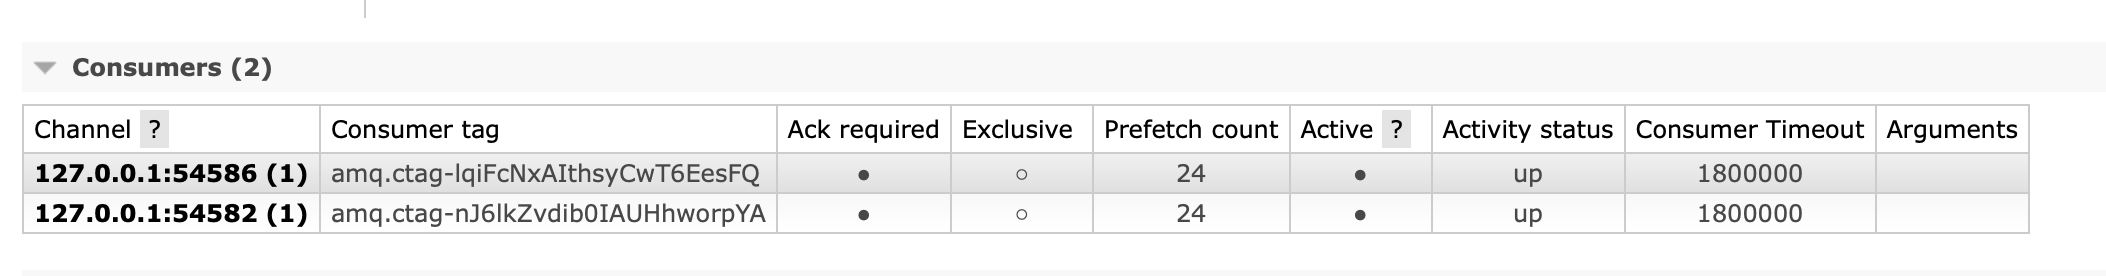 Consumers (2)
Channel ? Consumer tag Ack required Exclusive Prefetch count Active ? Activity status Consumer Timeout Arguments
127.0.0.1:54586 (1) amq.ctag-lqiFcNxAIthsyCwT6EesFQ ● ○ 24 ● up 1800000
127.0.0.1:54582 (1) amq.ctag-nJ6lkZvdib0IAUHhworpYA ● ○ 24 ● up 1800000